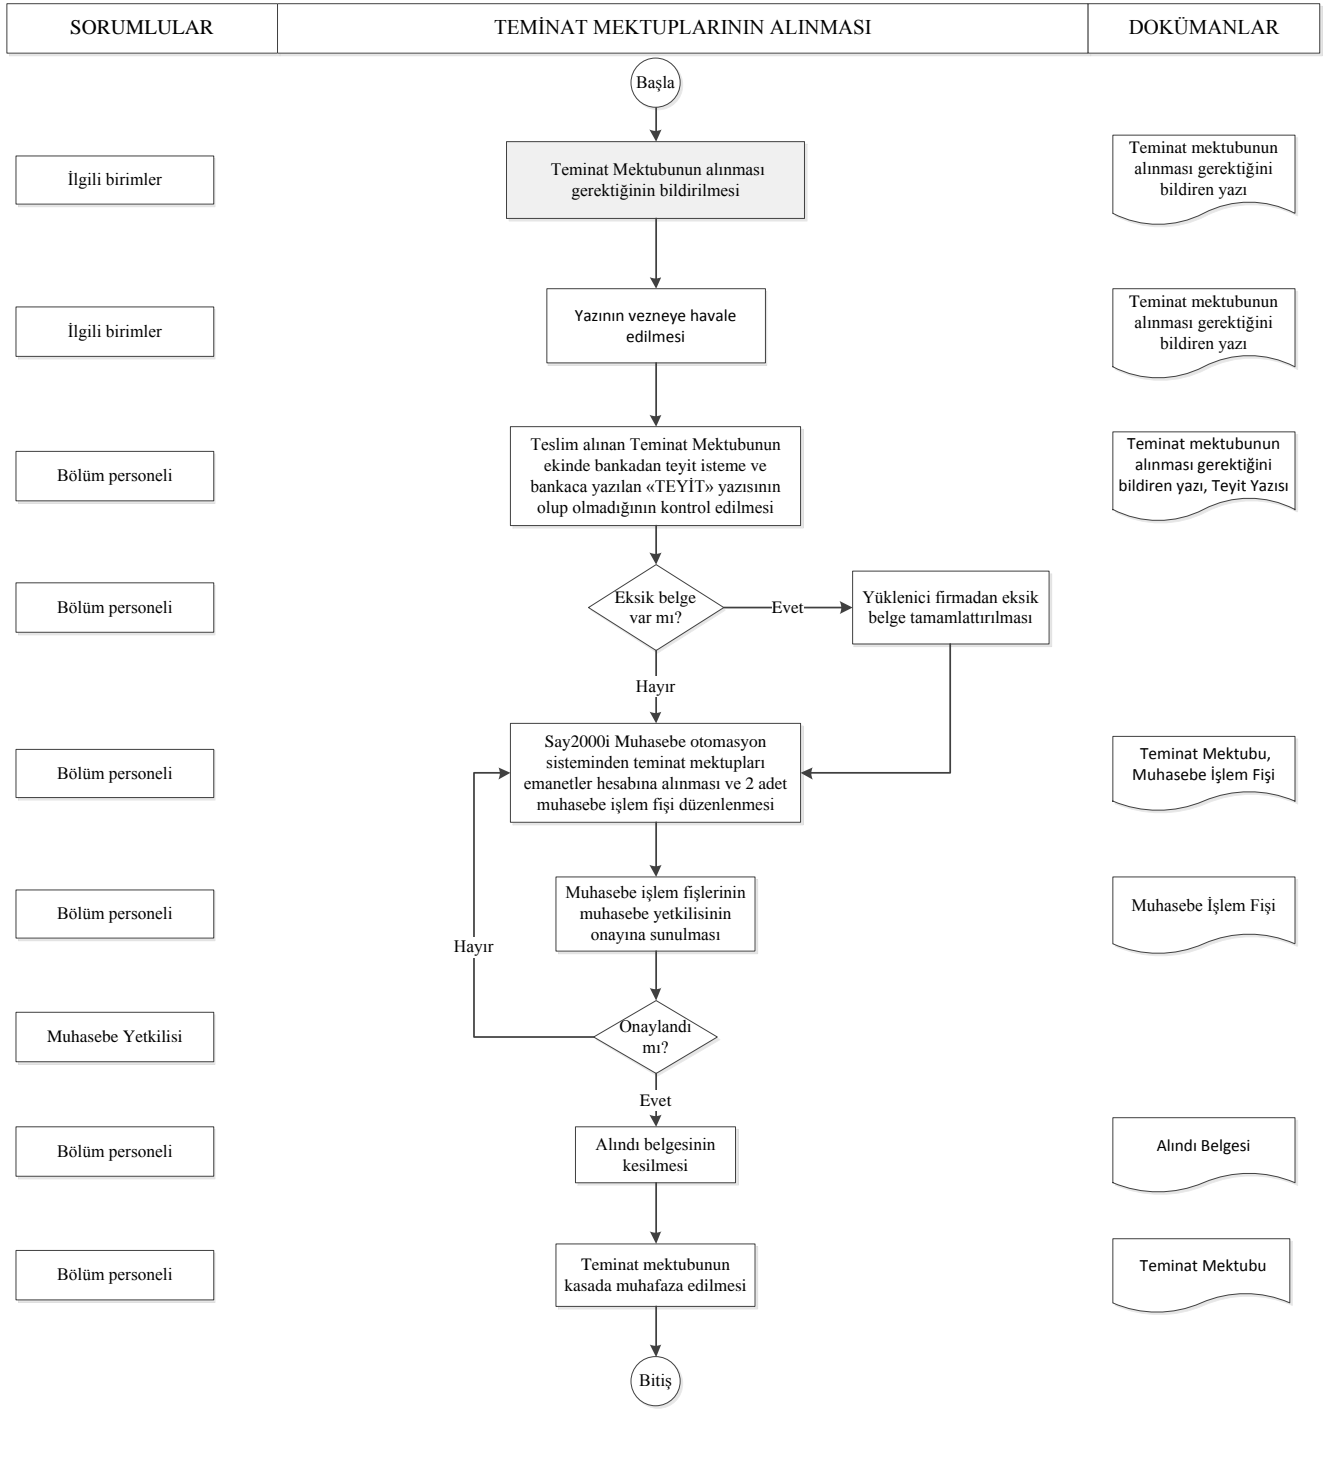 SORUMLULAR
TEMİNAT MEKTUPLARININ ALINMASI
DOKÜMANLAR
Başla
İlgili birimler
Teminat Mektubunun alınması
gerektiğinin bildirilmesi
Teminat mektubunun
alınması gerektiğini
bildiren yazı
İlgili birimler
Yazının vezneye havale
edilmesi
Teminat mektubunun
alınması gerektiğini
bildiren yazı
Bölüm personeli
Teslim alınan Teminat Mektubunun
ekinde bankadan teyit isteme ve
bankaca yazılan «TEYİT» yazısının
olup olmadığının kontrol edilmesi
Teminat mektubunun
alınması gerektiğini
bildiren yazı, Teyit Yazısı
Bölüm personeli
Eksik belge
var mı?
Evet
Yüklenici firmadan eksik
belge tamamlattırılması
Hayır
Bölüm personeli
Say2000i Muhasebe otomasyon
sisteminden teminat mektupları
emanetler hesabına alınması ve 2 adet
muhasebe işlem fişi düzenlenmesi
Teminat Mektubu,
Muhasebe İşlem Fişi
Bölüm personeli
Muhasebe işlem fişlerinin
muhasebe yetkilisinin
onayına sunulması
Muhasebe İşlem Fişi
Hayır
Muhasebe Yetkilisi
Onaylandı
mı?
Evet
Bölüm personeli
Alındı belgesinin
kesilmesi
Alındı Belgesi
Bölüm personeli
Teminat mektubunun
kasada muhafaza edilmesi
Teminat Mektubu
Bitiş